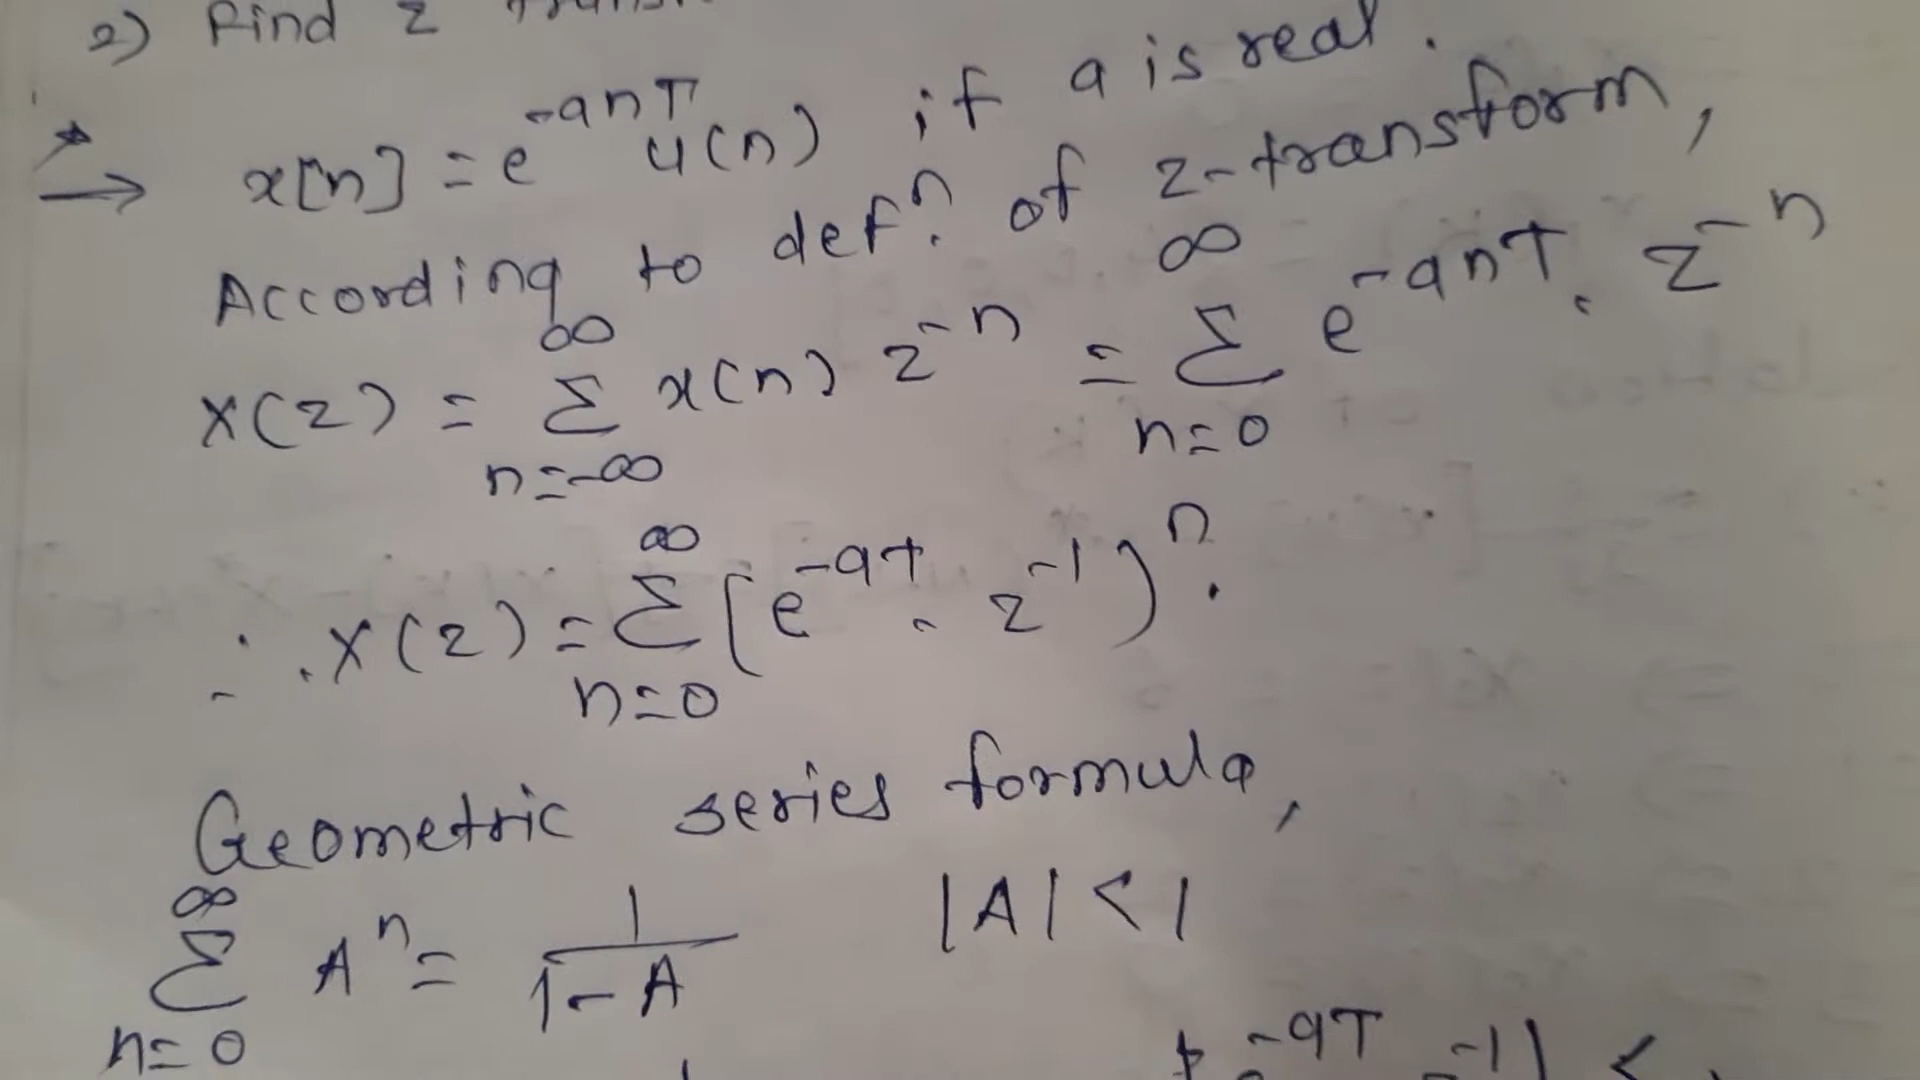 2) Find z
→ x[n] = e^{-anT} u(n) if a is real.
According to defⁿ. of z-transform,
X(z) = Σ_{n=-∞}^{∞} x(n) z^{-n} = Σ_{n=0}^{∞} e^{-anT} . z^{-n}
∴ X(z) = Σ_{n=0}^{∞} (e^{-aT} . z^{-1})^n .
Geometric series formula,
Σ_{n=0}^{∞} A^n = 1/(1-A) |A| < 1